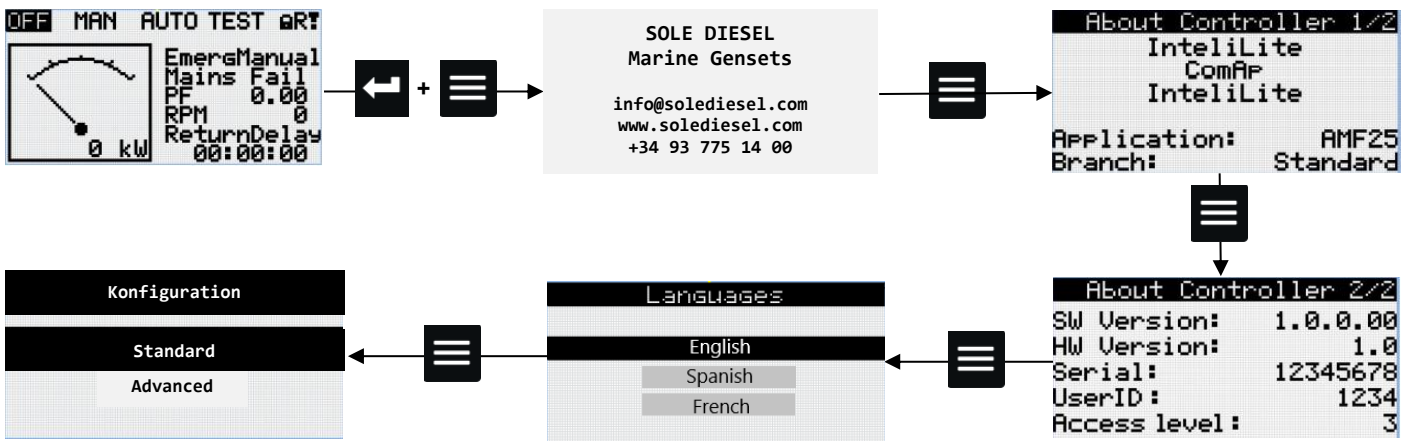 OFF MAN AUTO TEST R!
EmergManual
Mains Fail
PF 0.00
RPM 0
ReturnDelay
00:00:00
0 kW
+
SOLE DIESEL
Marine Gensets
info@solediesel.com
www.solediesel.com
+34 93 775 14 00
About Controller 1/2
InteliLite
ComAp
InteliLite
Application: AMF25
Branch: Standard
About Controller 2/2
SW Version: 1.0.0.00
HW Version: 1.0
Serial: 12345678
UserID: 1234
Access level: 3
Languages
English
Spanish
French
Konfiguration
Standard
Advanced